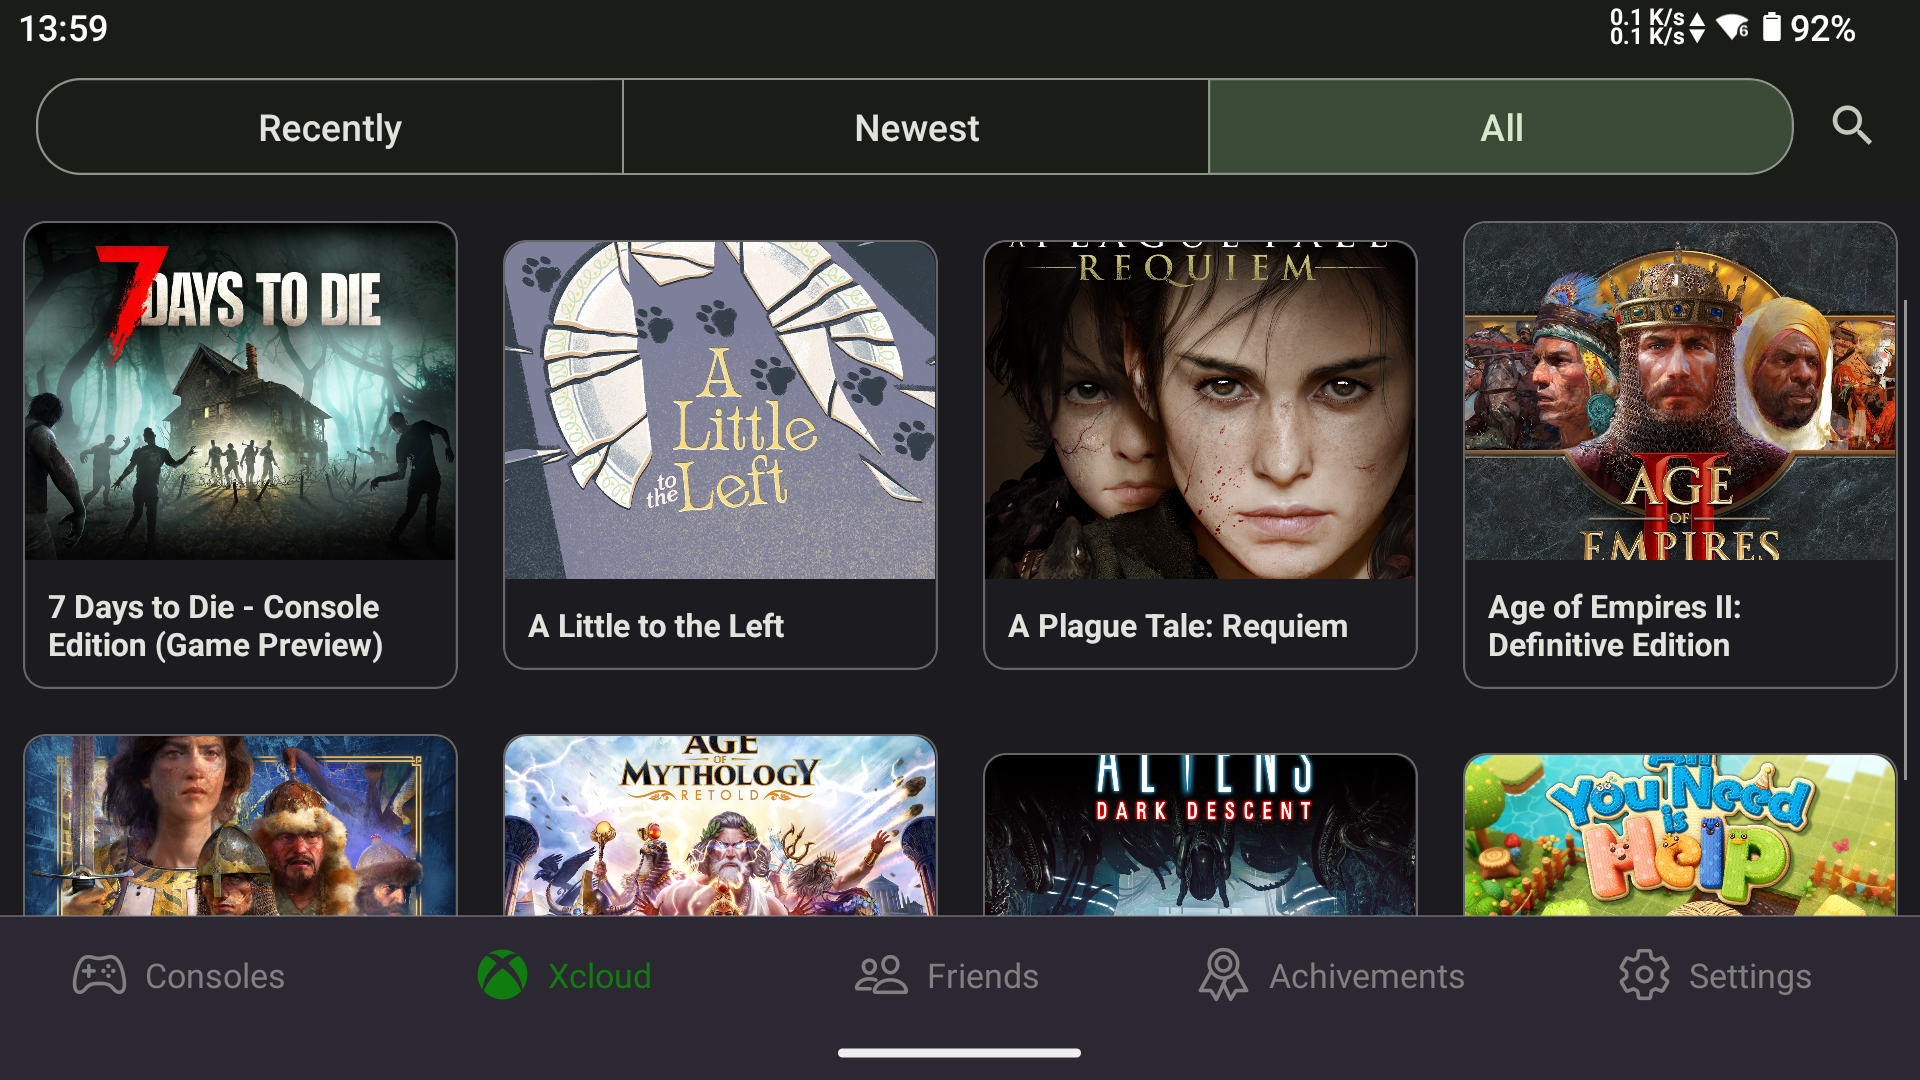 13:59
0.1 K/s
0.1 K/s
6
92%
Recently
Newest
All
7 DAYS TO DIE
A
Little
to the Left
REQUIEM
AGE
OF
EMPIRES
II
7 Days to Die - Console
Edition (Game Preview)
A Little to the Left
A Plague Tale: Requiem
Age of Empires II:
Definitive Edition
AGE
OF
MYTHOLOGY
RETOLD
ALIENS
DARK DESCENT
You Need
is
Help
Consoles
Xcloud
Friends
Achivements
Settings